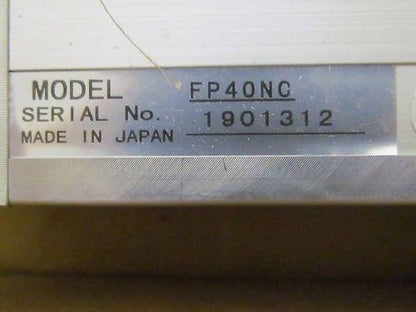 MODEL FP40NC
SERIAL No. 1901312
MADE IN JAPAN